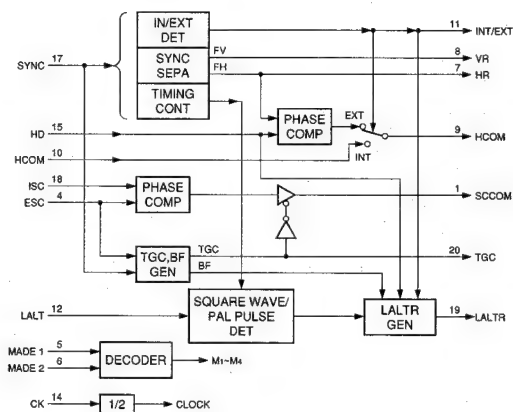 IN/EXT
DET
11
INT/EXT
SYNC
17
SYNC
SEPA
FV
8
VR
FH
7
HR
TIMING
CONT
HD
15
PHASE
COMP
EXT
9
HCOM
HCOM
10
INT
ISC
18
ESC
4
PHASE
COMP
1
SCCOM
TGC,BF
GEN
TGC
20
TGC
BF
LALT
12
SQUARE WAVE/
PAL PULSE
DET
LALTR
GEN
19
LALTR
MADE 1
5
MADE 2
6
DECODER
M1~M4
CK
14
1/2
CLOCK